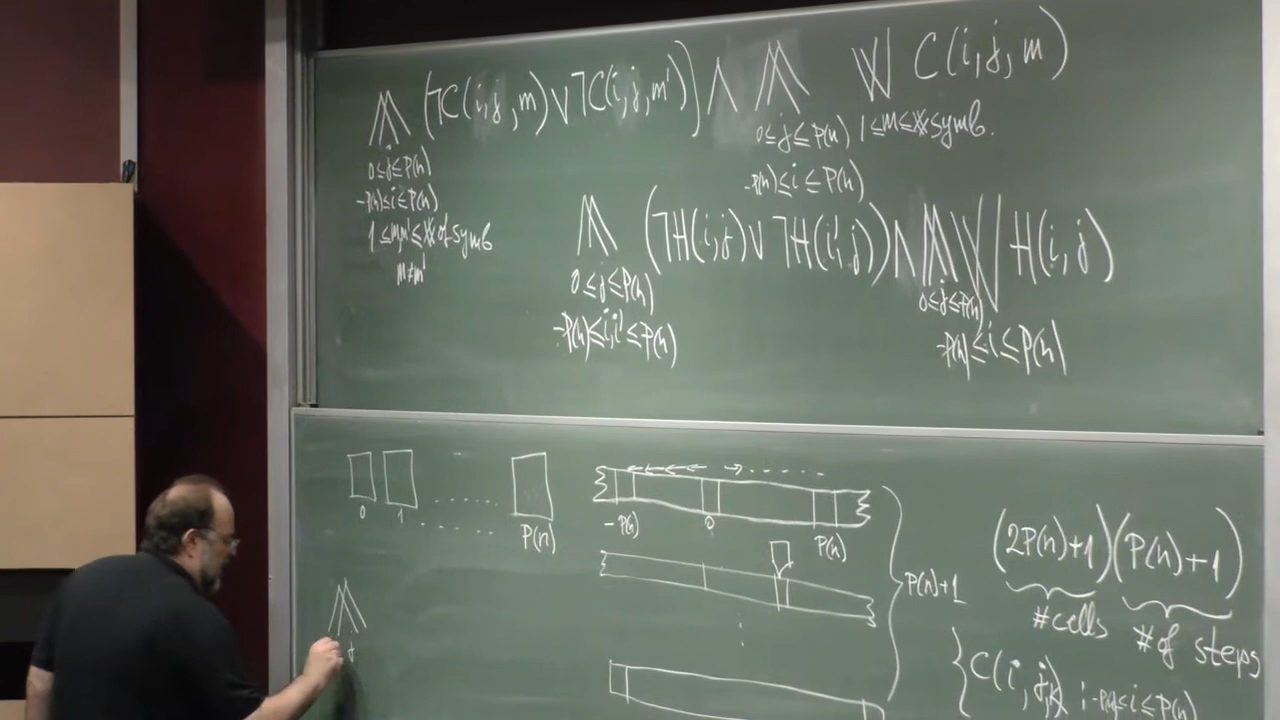 ⋀ (¬C(i,j,m)∨¬C(i,j,m')) ∧ ⋀ ⋁ C(i,j,m)
0≤j≤P(n)
-P(n)≤i≤P(n)
1≤m,m'≤# of symb
m≠m'
0≤j≤P(n) 1≤m≤# symb.
-P(n)≤i≤P(n)
⋀ (¬H(i,j)∨¬H(i',j))∧⋀⋁ H(i,j)
0≤j≤P(n)
-P(n)≤i,i'≤P(n)
0≤j≤P(n)
-P(n)≤i≤P(n)
0 1 ...... P(n)
-P(n) 0 P(n)
P(n)+1
(2P(n)+1)(P(n)+1)
#cells # of steps
{C(i,j,k) i -P(n)≤i≤P(n)
⋀
j